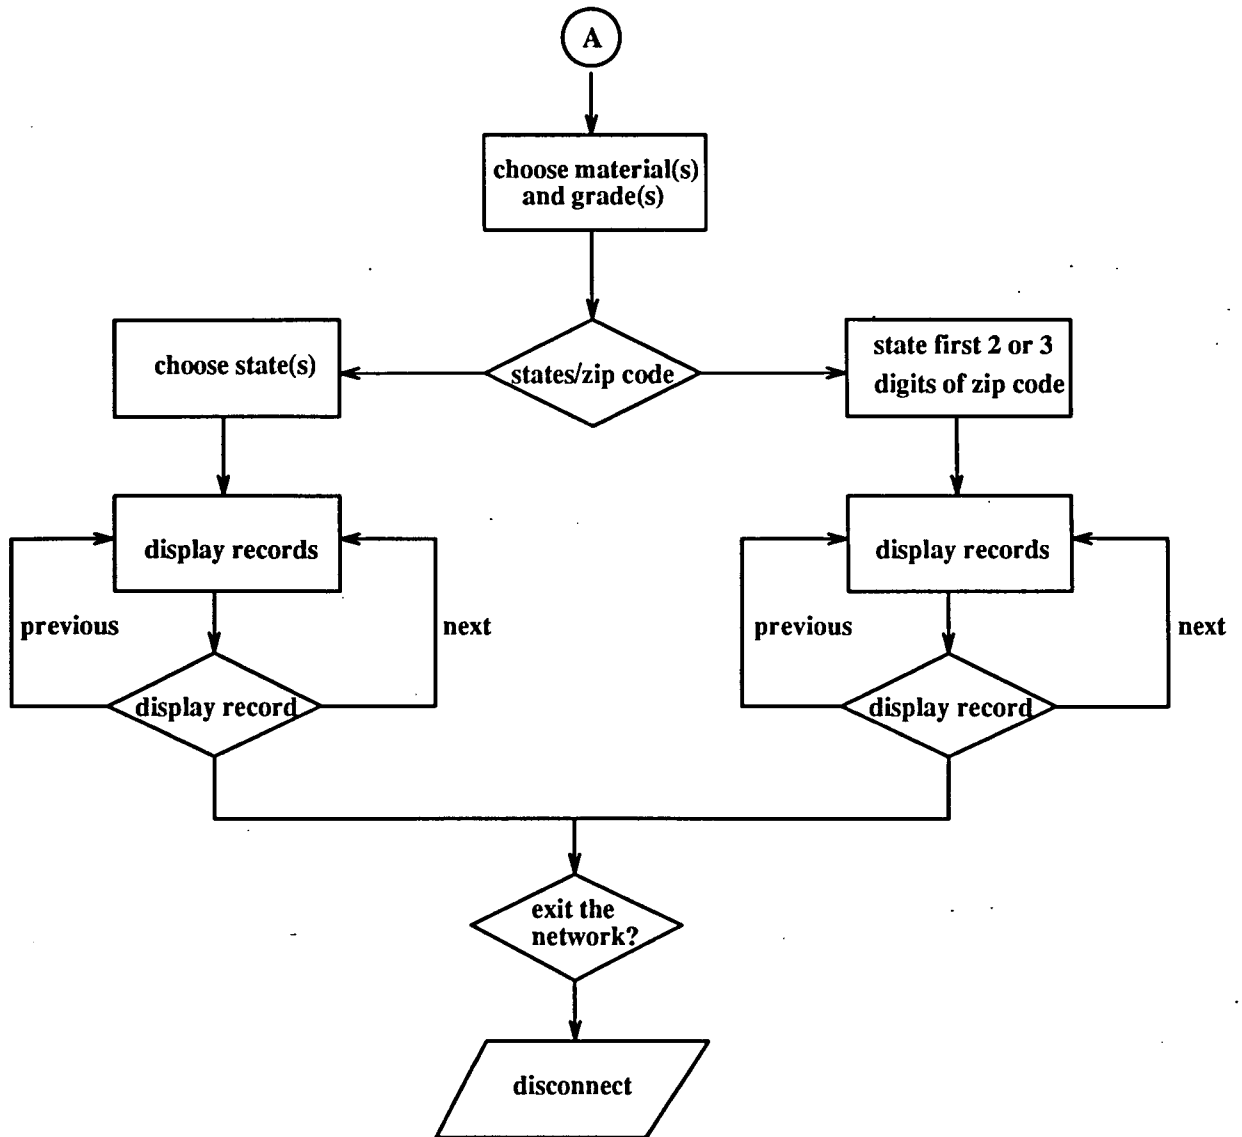 A
choose material(s)
and grade(s)
choose state(s)
states/zip code
state first 2 or 3
digits of zip code
display records
display records
previous
next
previous
next
display record
display record
exit the
network?
disconnect